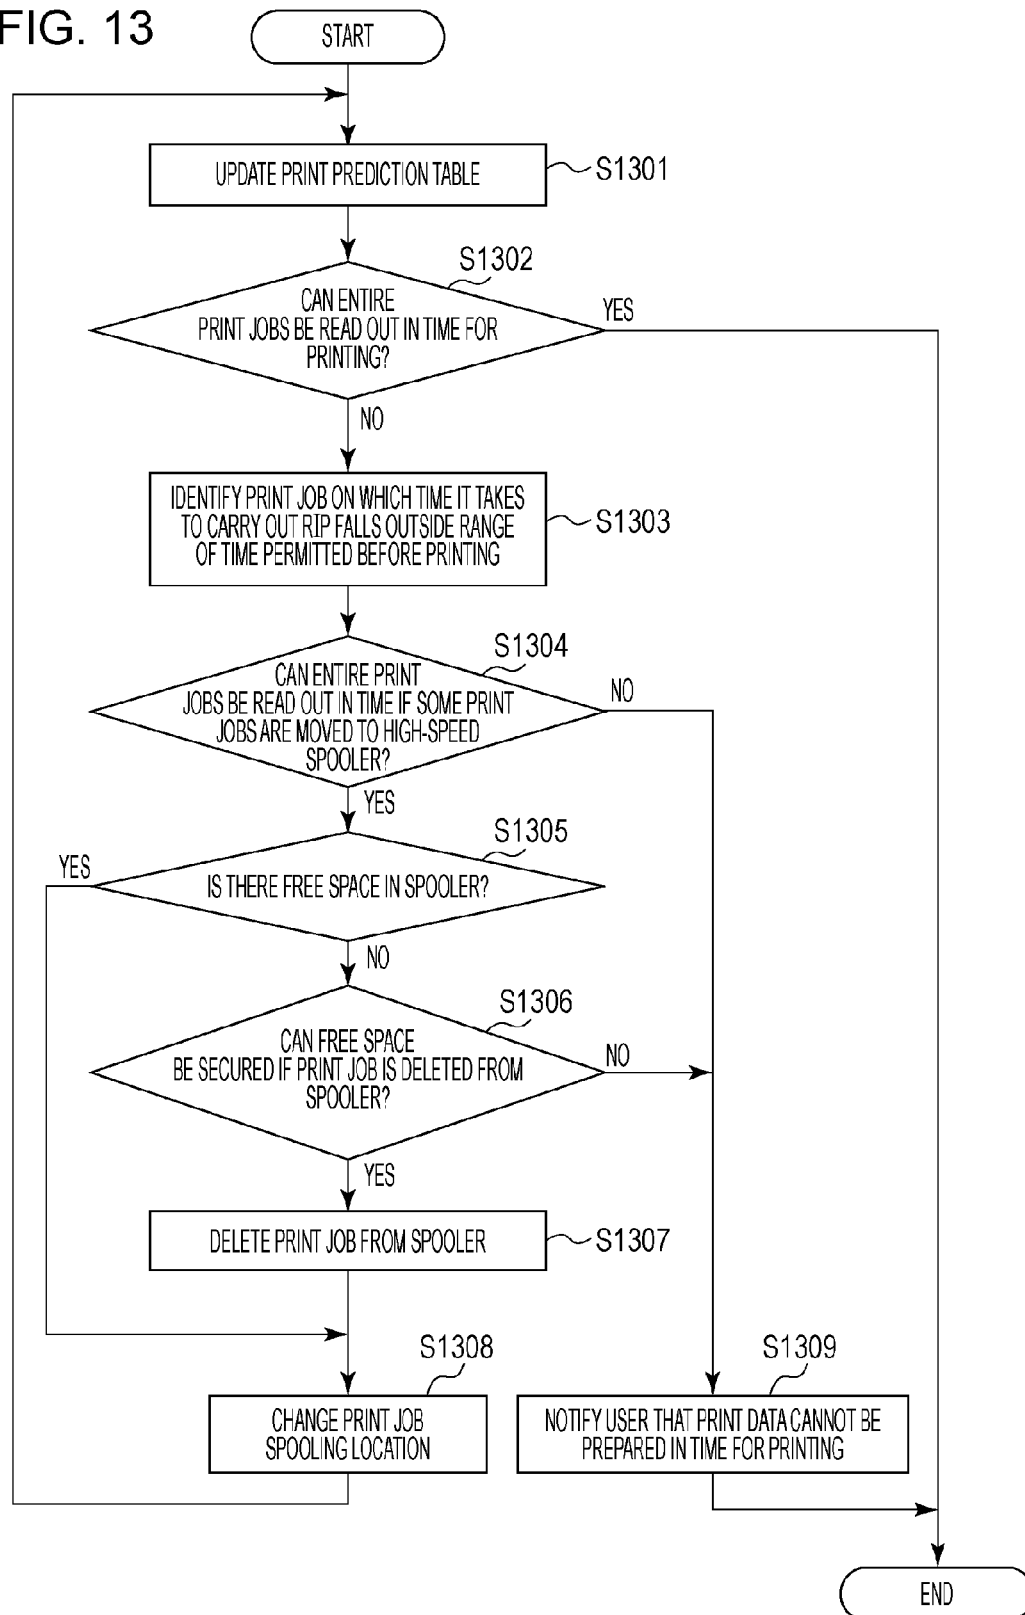 FIG. 13
START
UPDATE PRINT PREDICTION TABLE
S1301
S1302
CAN ENTIRE
PRINT JOBS BE READ OUT IN TIME FOR
PRINTING?
YES
NO
IDENTIFY PRINT JOB ON WHICH TIME IT TAKES
TO CARRY OUT RIP FALLS OUTSIDE RANGE
OF TIME PERMITTED BEFORE PRINTING
S1303
S1304
CAN ENTIRE PRINT
JOBS BE READ OUT IN TIME IF SOME PRINT
JOBS ARE MOVED TO HIGH-SPEED
SPOOLER?
NO
YES
S1305
YES
IS THERE FREE SPACE IN SPOOLER?
NO
S1306
CAN FREE SPACE
BE SECURED IF PRINT JOB IS DELETED FROM
SPOOLER?
NO
YES
DELETE PRINT JOB FROM SPOOLER
S1307
S1308
CHANGE PRINT JOB
SPOOLING LOCATION
S1309
NOTIFY USER THAT PRINT DATA CANNOT BE
PREPARED IN TIME FOR PRINTING
END